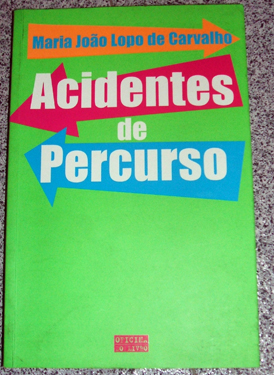 Maria João Lopo de Carvalho
Acidentes
de
Percurso
OFICINA
DO LIVRO